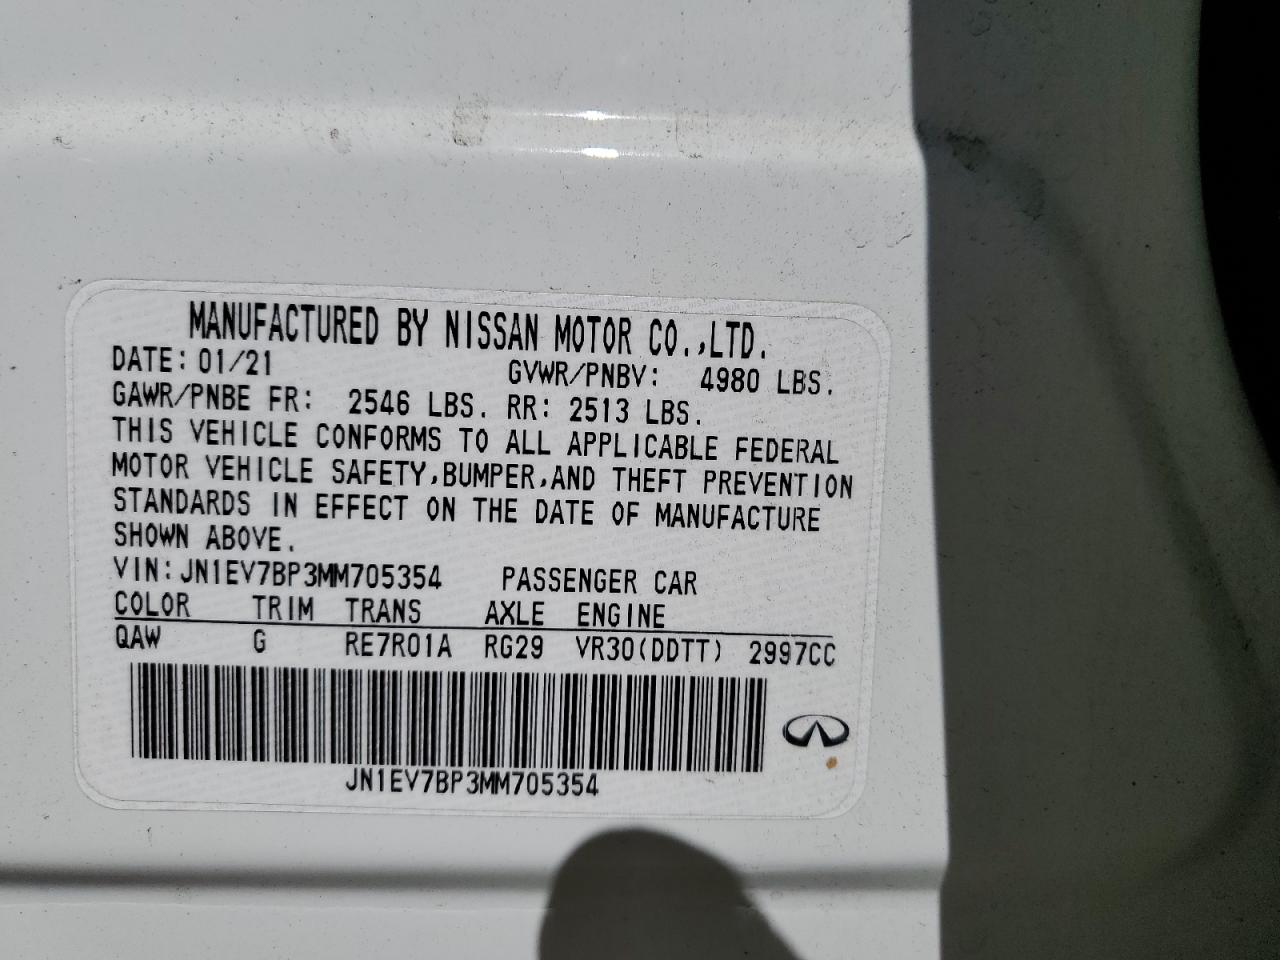 MANUFACTURED BY NISSAN MOTOR CO.,LTD.
DATE: 01/21 GVWR/PNBV: 4980 LBS.
GAWR/PNBE FR: 2546 LBS. RR: 2513 LBS.
THIS VEHICLE CONFORMS TO ALL APPLICABLE FEDERAL
MOTOR VEHICLE SAFETY,BUMPER,AND THEFT PREVENTION
STANDARDS IN EFFECT ON THE DATE OF MANUFACTURE
SHOWN ABOVE.
VIN:JN1EV7BP3MM705354 PASSENGER CAR
COLOR TRIM TRANS AXLE ENGINE
QAW G RE7R01A RG29 VR30(DDTT) 2997CC
JN1EV7BP3MM705354